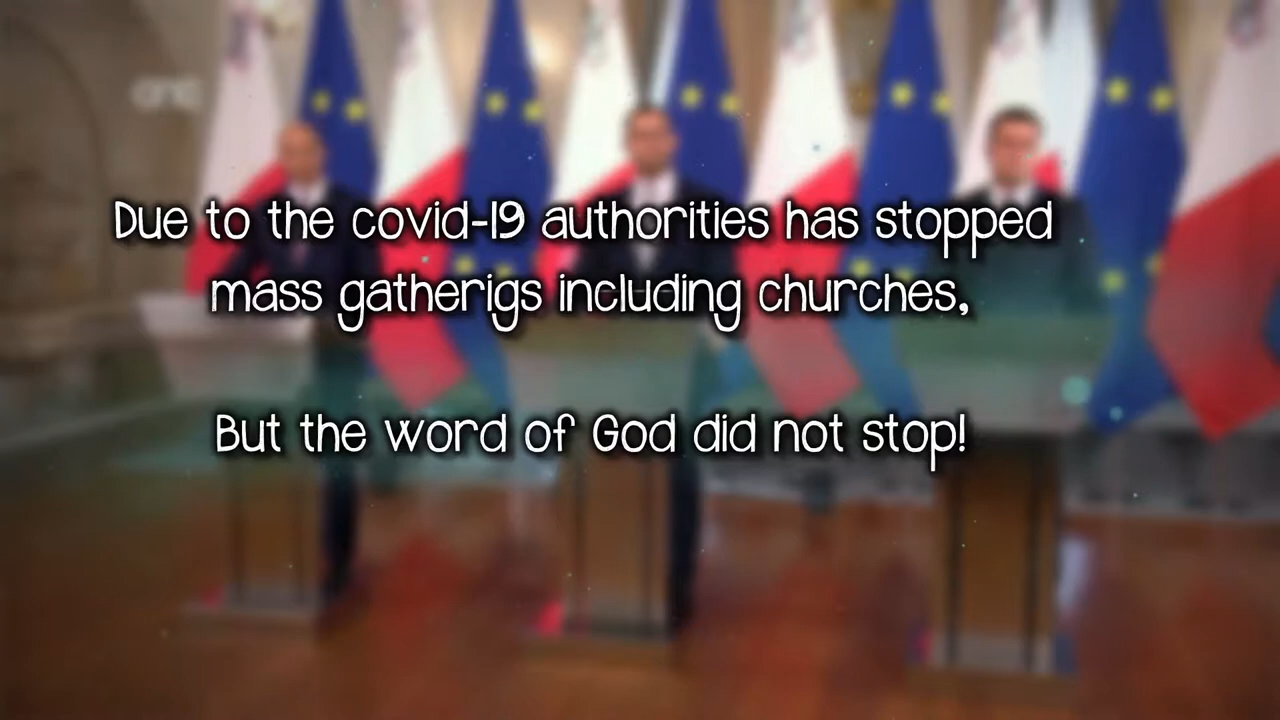 one
Due to the covid-19 authorities has stopped
mass gatherigs including churches,
But the word of God did not stop!